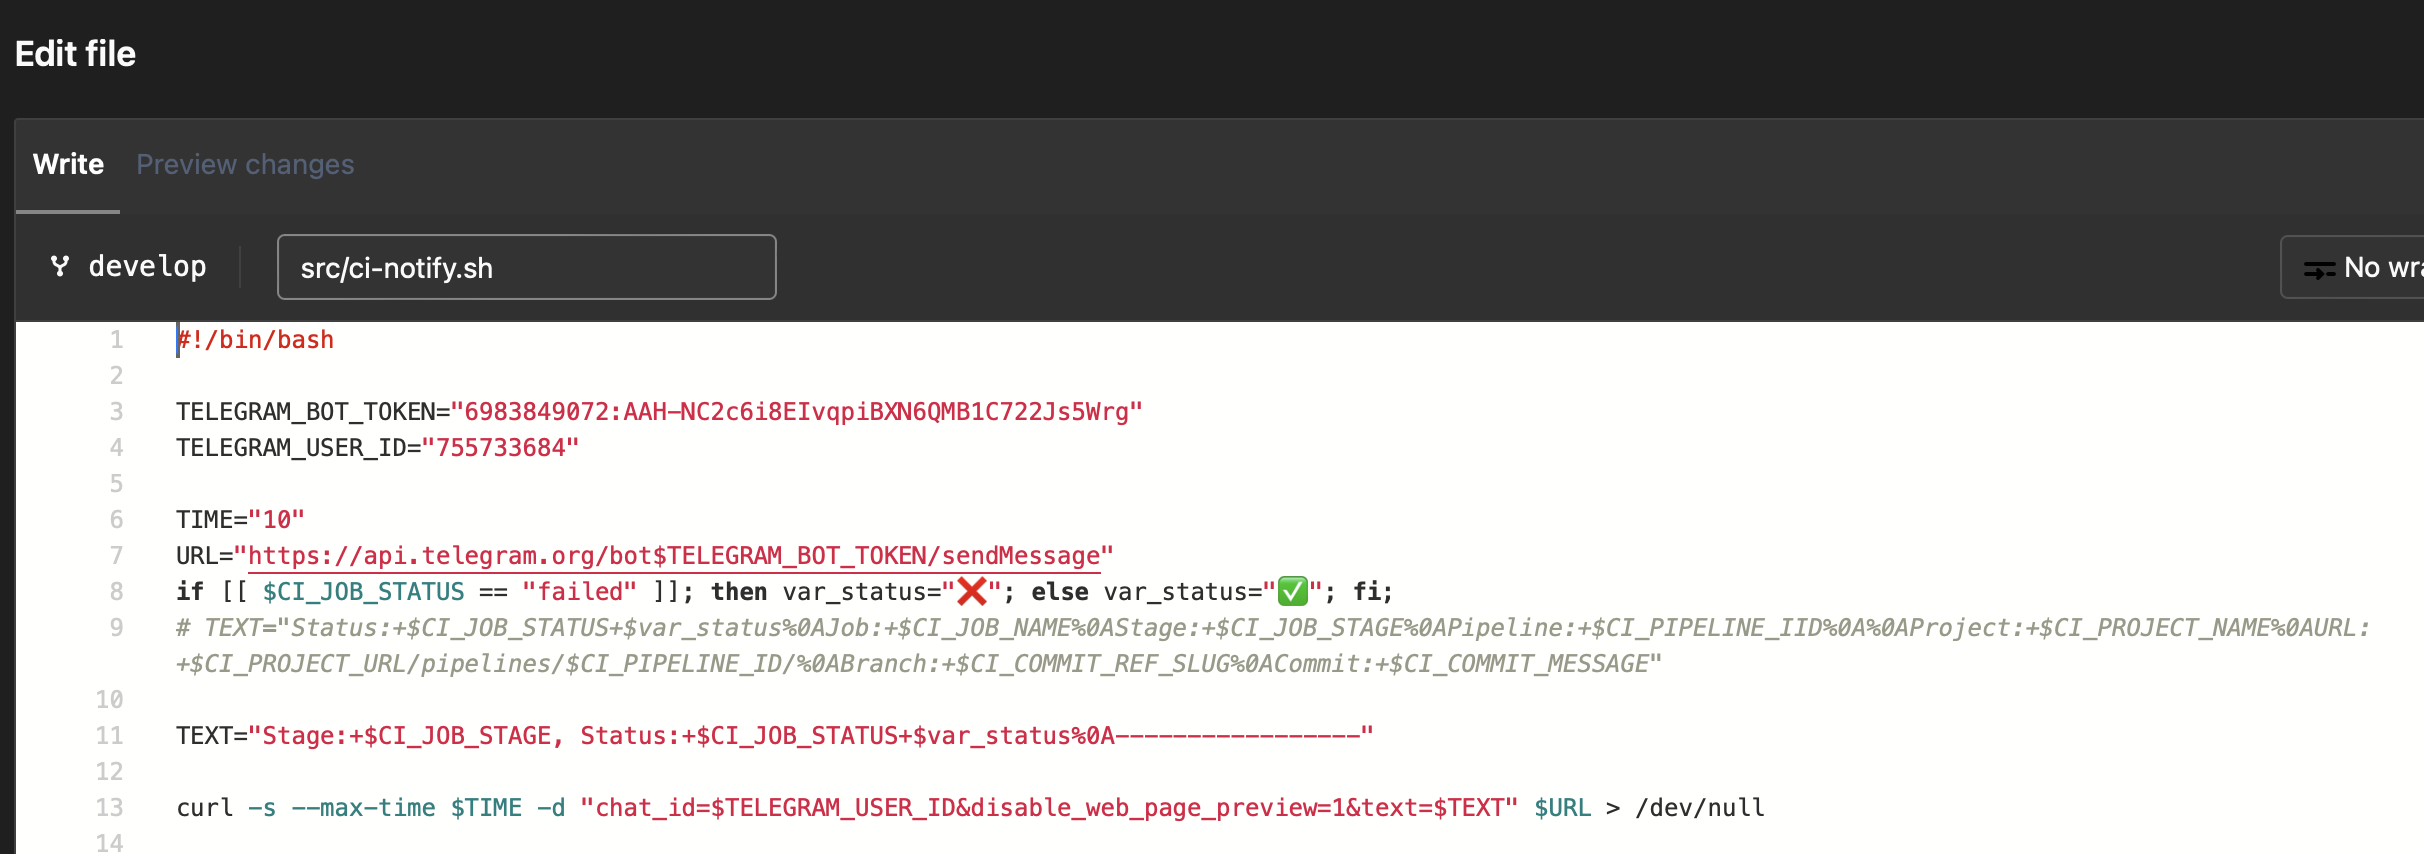 Edit file
Write Preview changes
develop src/ci-notify.sh No wra
1 #!/bin/bash
2
3 TELEGRAM_BOT_TOKEN="6983849072:AAH-NC2c6i8EIvqpiBXN6QMB1C722Js5Wrg"
4 TELEGRAM_USER_ID="755733684"
5
6 TIME="10"
7 URL="https://api.telegram.org/bot$TELEGRAM_BOT_TOKEN/sendMessage"
8 if [[ $CI_JOB_STATUS == "failed" ]]; then var_status="❌"; else var_status="✅"; fi;
9 # TEXT="Status:+$CI_JOB_STATUS+$var_status%0AJob:+$CI_JOB_NAME%0AStage:+$CI_JOB_STAGE%0APipeline:+$CI_PIPELINE_IID%0A%0AProject:+$CI_PROJECT_NAME%0AURL:
+$CI_PROJECT_URL/pipelines/$CI_PIPELINE_ID/%0ABranch:+$CI_COMMIT_REF_SLUG%0ACommit:+$CI_COMMIT_MESSAGE"
10
11 TEXT="Stage:+$CI_JOB_STAGE, Status:+$CI_JOB_STATUS+$var_status%0A-----------------"
12
13 curl -s --max-time $TIME -d "chat_id=$TELEGRAM_USER_ID&disable_web_page_preview=1&text=$TEXT" $URL > /dev/null
14